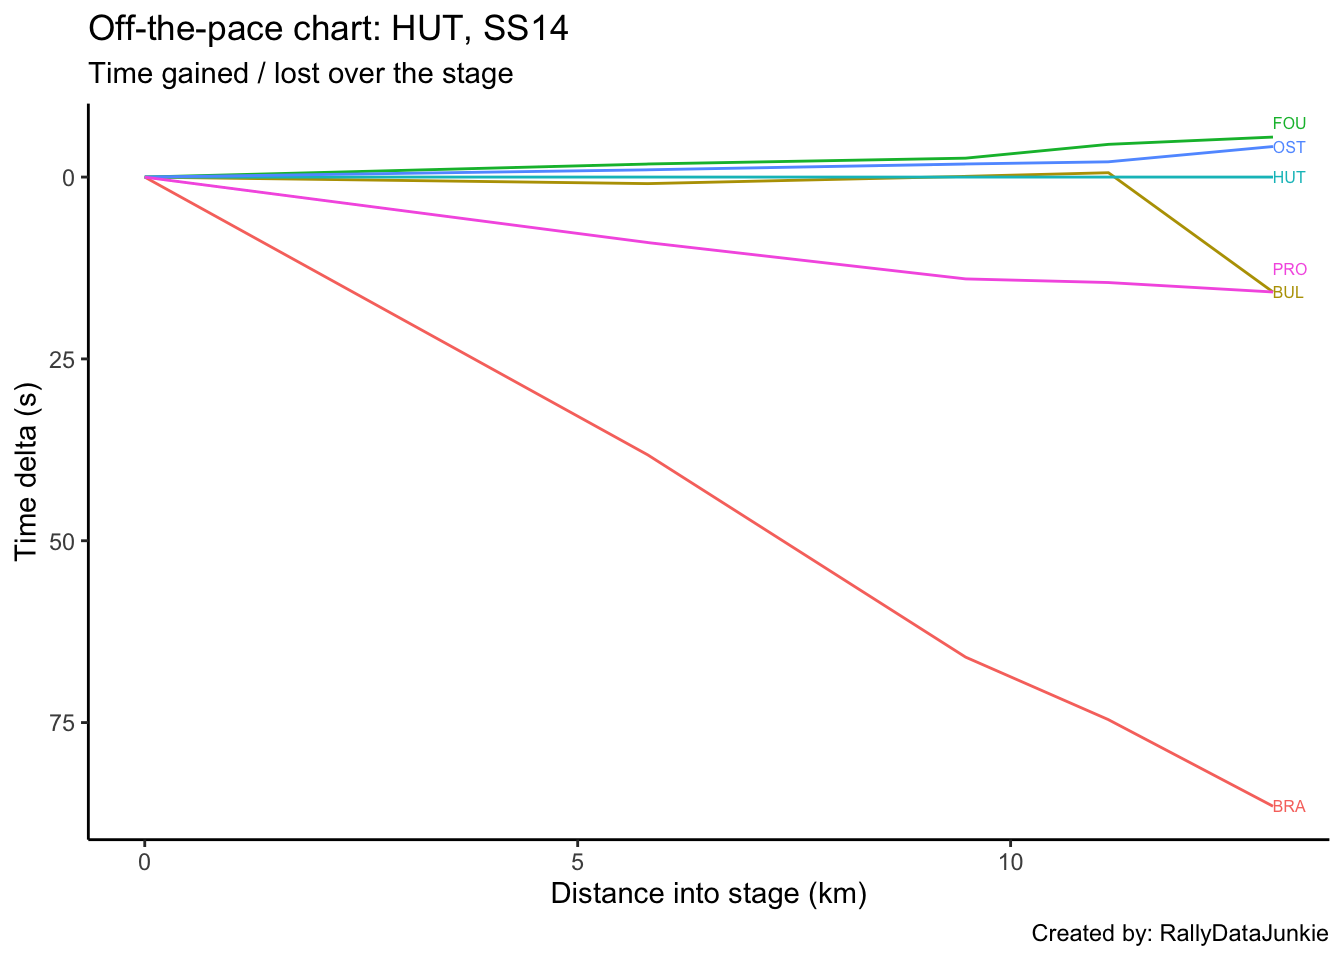 Off-the-pace chart: HUT, SS14
Time gained / lost over the stage
FOU
OST
HUT
PRO
BUL
BRA
0
25
50
75
Time delta (s)
0 5 10
Distance into stage (km)
Created by: RallyDataJunkie